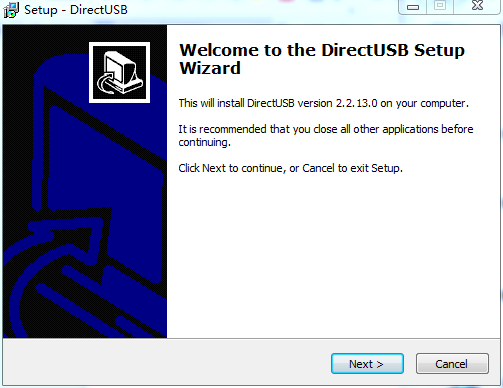 Setup - DirectUSB
Welcome to the DirectUSB Setup
Wizard
This will install DirectUSB version 2.2.13.0 on your computer.
It is recommended that you close all other applications before
continuing.
Click Next to continue, or Cancel to exit Setup.
Next >
Cancel